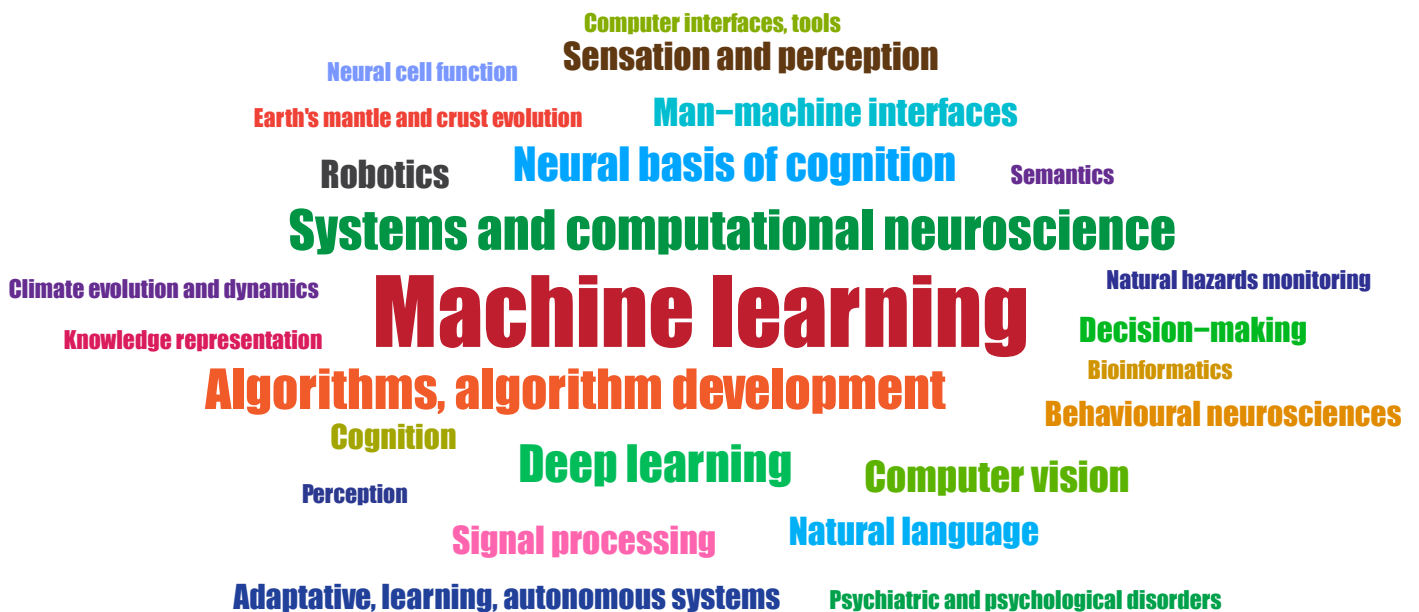 Computer interfaces, tools
Sensation and perception
Neural cell function
Earth's mantle and crust evolution
Man−machine interfaces
Robotics
Neural basis of cognition
Semantics
Systems and computational neuroscience
Climate evolution and dynamics
Machine learning
Natural hazards monitoring
Knowledge representation
Decision−making
Algorithms, algorithm development
Bioinformatics
Behavioural neurosciences
Cognition
Deep learning
Computer vision
Perception
Signal processing
Natural language
Adaptative, learning, autonomous systems
Psychiatric and psychological disorders